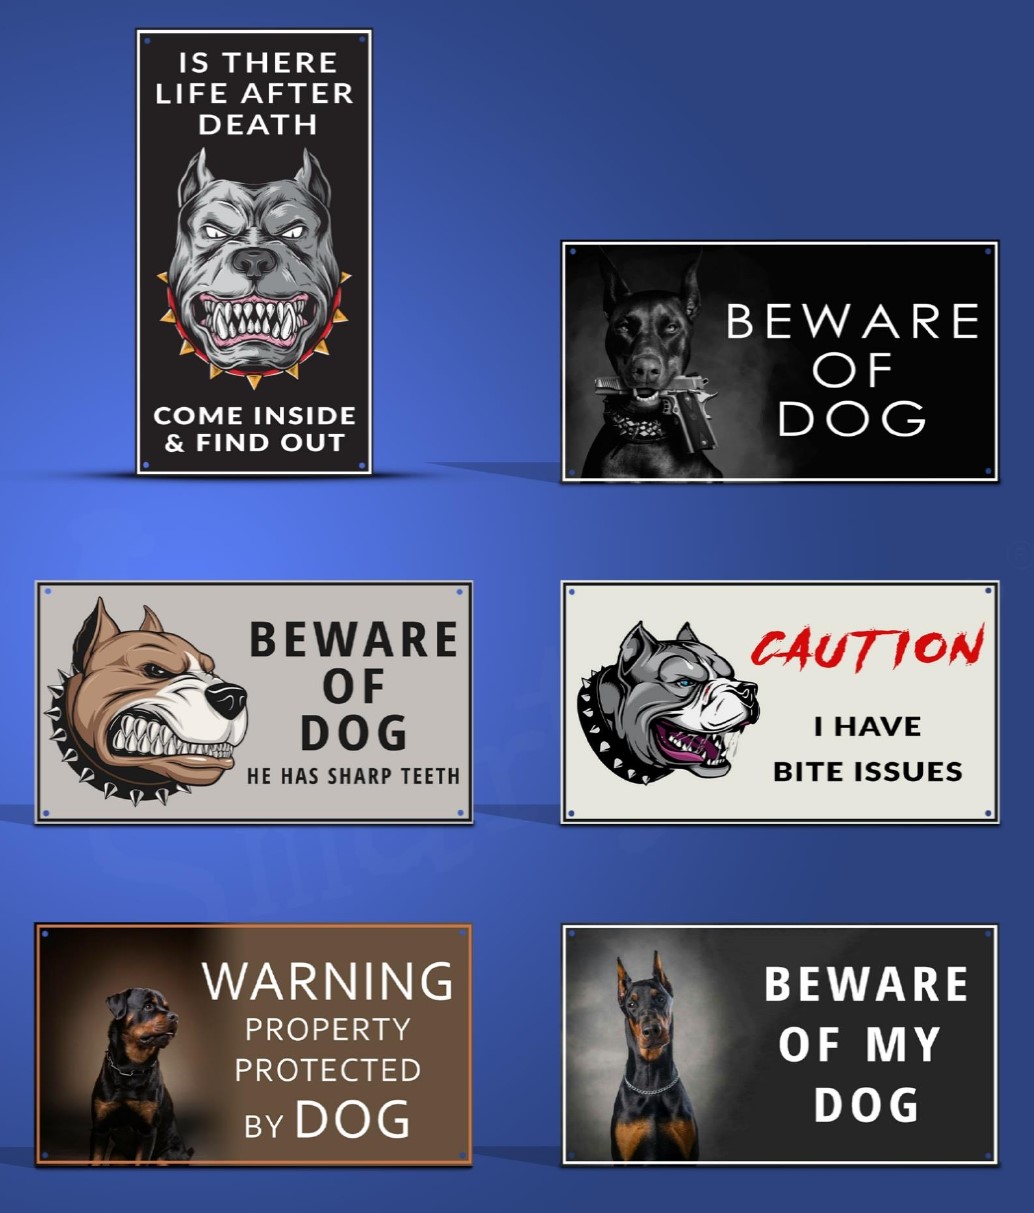 IS THERE
LIFE AFTER
DEATH
COME INSIDE
& FIND OUT
BEWARE
OF
DOG
BEWARE
OF
DOG
HE HAS SHARP TEETH
CAUTION
I HAVE
BITE ISSUES
WARNING
PROPERTY
PROTECTED
BY DOG
BEWARE
OF MY
DOG